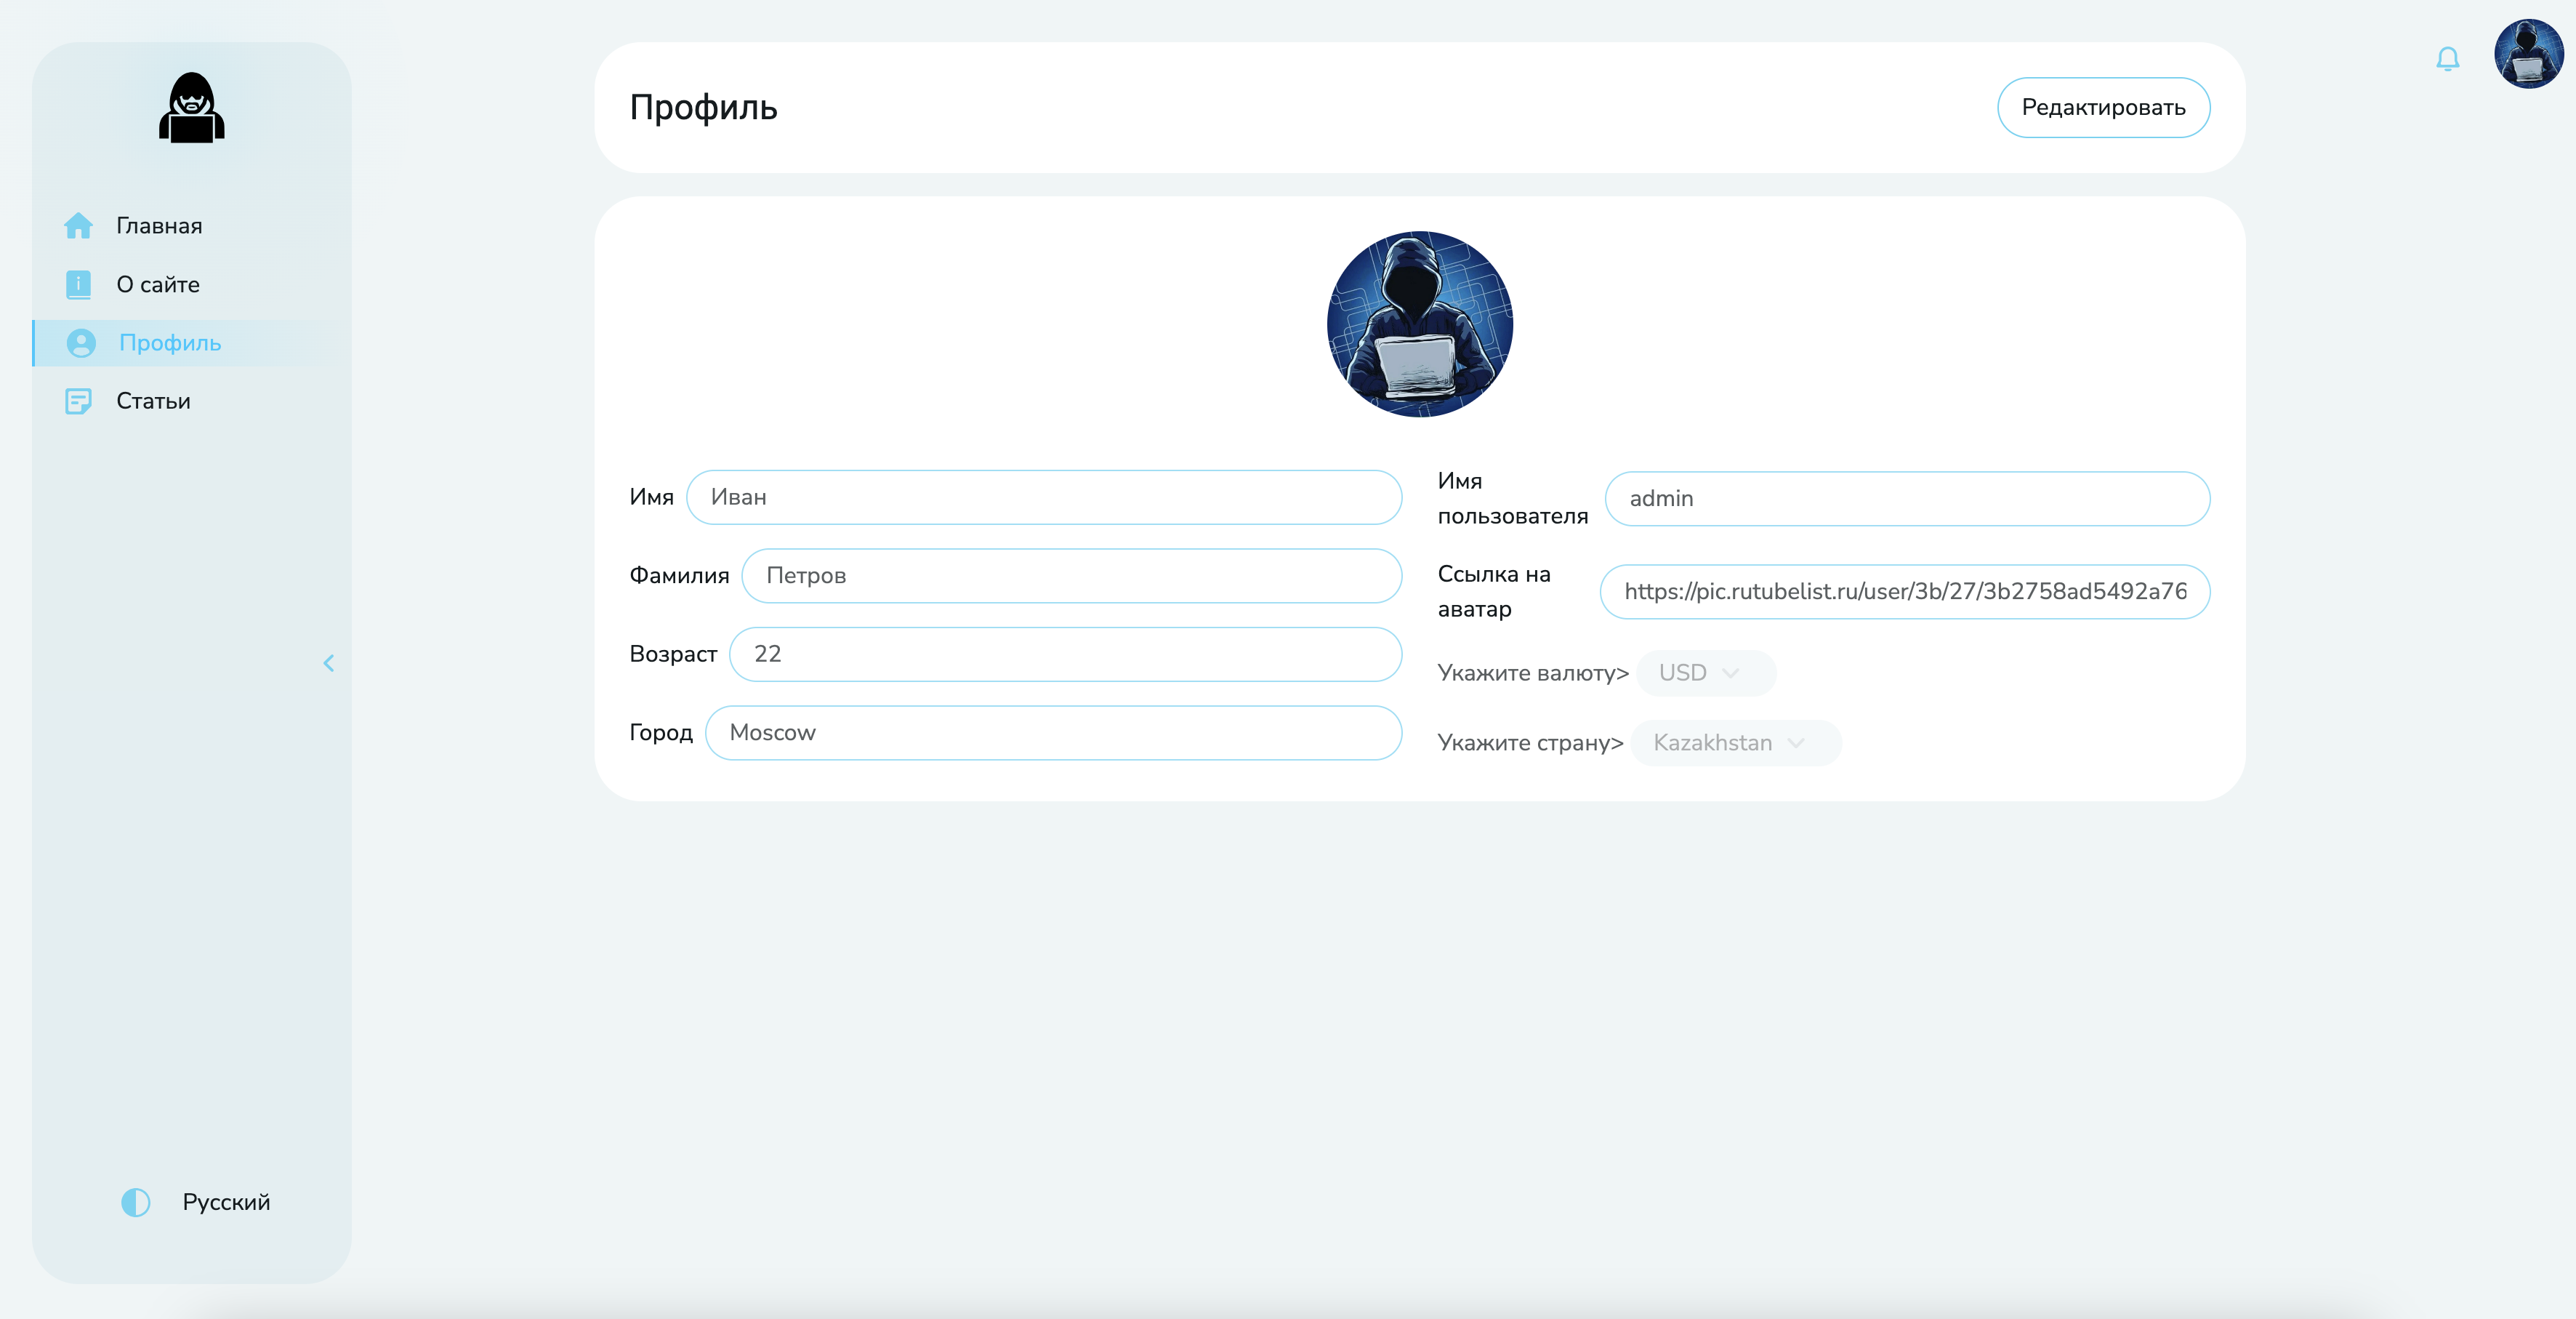 Главная
О сайте
Профиль
Статьи
Русский
Профиль
Редактировать
Имя
Иван
Фамилия
Петров
Возраст
22
Город
Moscow
Имя
пользователя
admin
Ссылка на
аватар
https://pic.rutubelist.ru/user/3b/27/3b2758ad5492a76
Укажите валюту>
USD
Укажите страну>
Kazakhstan